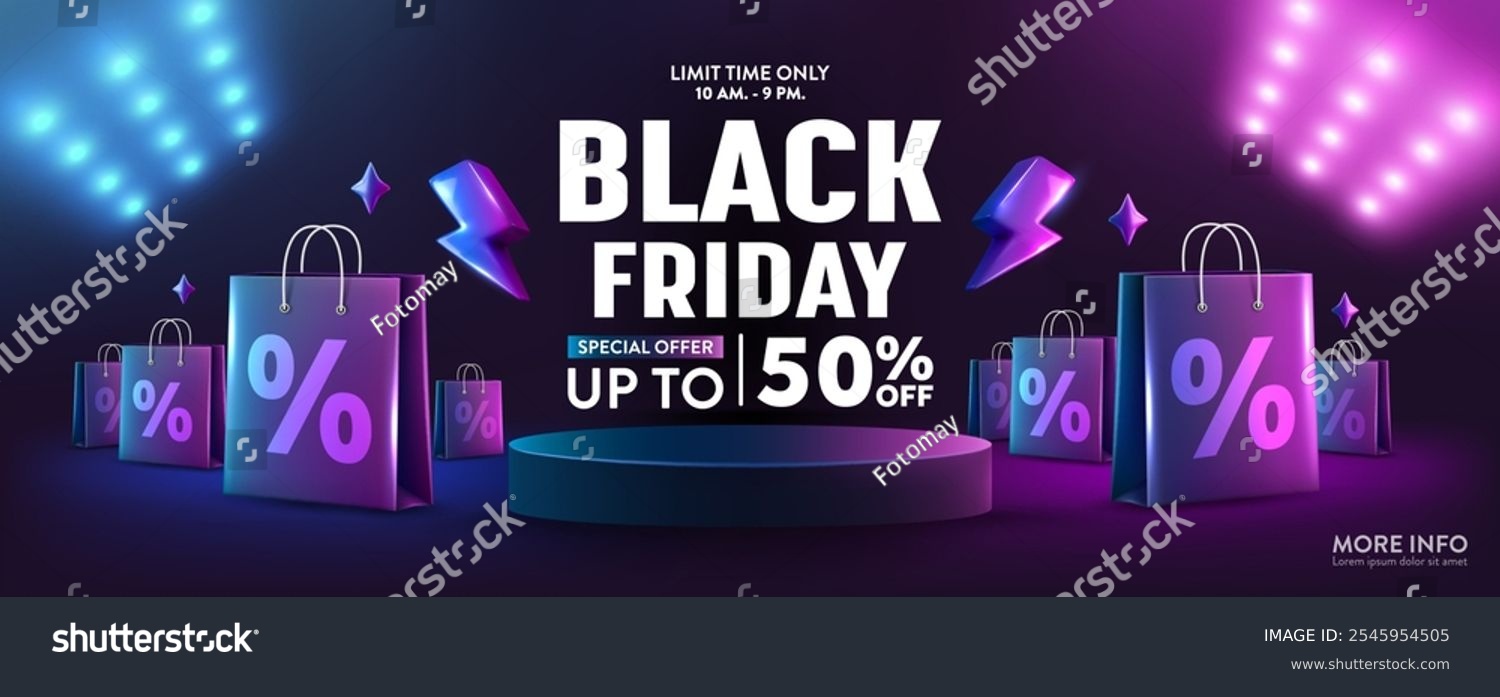 LIMIT TIME ONLY
10 AM. - 9 PM.
BLACK
FRIDAY
SPECIAL OFFER
UP TO
50%
OFF
%
%
%
%
%
%
%
%
MORE INFO
Lorem ipsum dolor sit amet
shutterstock
shutterstock
shutterstock
shutterstock
shutterstock
shutterstock
Fotomay
Fotomay
shutterstock
IMAGE ID: 2545954505
www.shutterstock.com